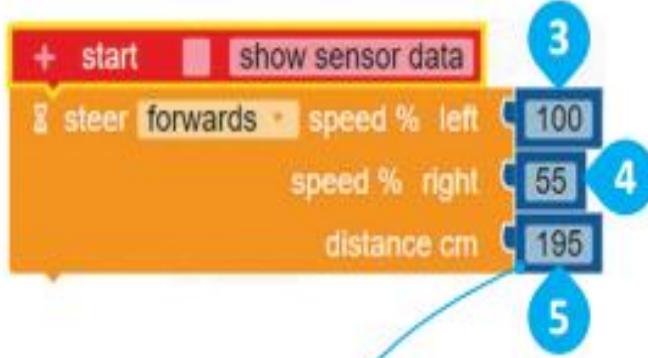 3
+ start show sensor data
steer forwards speed % left 100
speed % right 55 4
distance cm 195
5